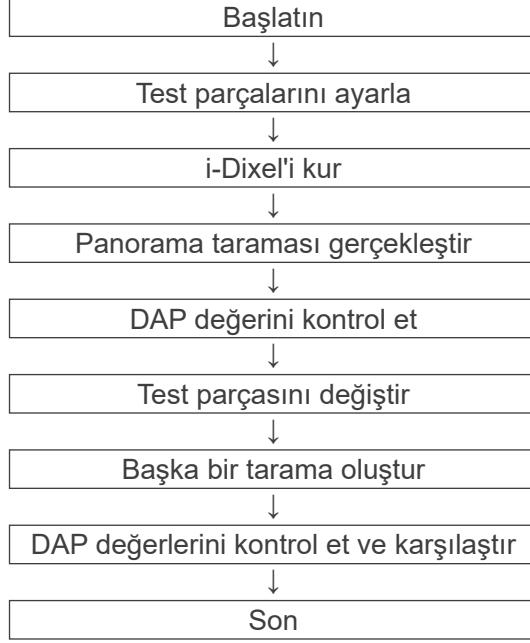 Başlatın
↓
Test parçalarını ayarla
↓
i-Dixel'i kur
↓
Panorama taraması gerçekleştir
↓
DAP değerini kontrol et
↓
Test parçasını değiştir
↓
Başka bir tarama oluştur
↓
DAP değerlerini kontrol et ve karşılaştır
↓
Son